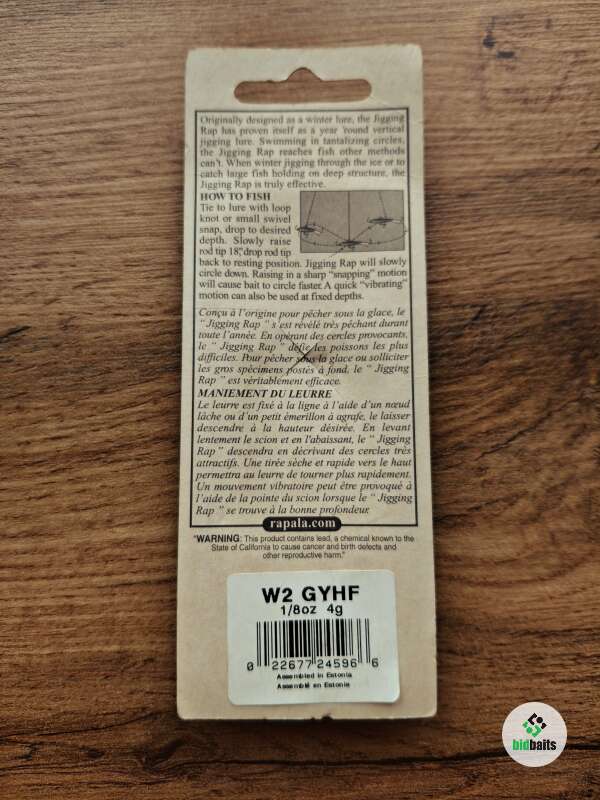 Originally designed as a winter lure, the Jigging
Rap has proven itself as a year 'round vertical
jigging lure. Swimming in tantalizing circles,
the Jigging Rap reaches fish other methods
can't. When winter jigging through the ice or to
catch large fish holding on deep structure, the
Jigging Rap is truly effective.
HOW TO FISH
Tie to lure with loop
knot or small swivel
snap, drop to desired
depth. Slowly raise
rod tip 18", drop rod tip
back to resting position. Jigging Rap will slowly
circle down. Raising in a sharp "snapping" motion
will cause bait to circle faster. A quick "vibrating"
motion can also be used at fixed depths.
Conçu à l'origine pour pêcher sous la glace, le
" Jigging Rap " s'est révélé très pêchant durant
toute l'année. En opérant des cercles provocants,
le " Jigging Rap " défie les poissons les plus
difficiles. Pour pêcher sous la glace ou solliciter
les gros spécimens postés à fond, le " Jigging
Rap " est véritablement efficace.
MANIEMENT DU LEURRE
Le leurre est fixé à la ligne à l'aide d'un nœud
lâche ou d'un petit émerillon à agrafe, le laisser
descendre à la hauteur désirée. En levant
lentement le scion et en l'abaissant, le " Jigging
Rap " descendra en décrivant des cercles très
attractifs. Une tirée sèche et rapide vers le haut
permettra au leurre de tourner plus rapidement.
Un mouvement vibratoire peut être provoqué à
l'aide de la pointe du scion lorsque le " Jigging
Rap " se trouve à la bonne profondeur.
rapala.com
"WARNING: This product contains lead, a chemical known to the
State of California to cause cancer and birth defects and
other reproductive harm."
W2 GYHF
1/8oz 4g
0 22677 24596 6
Assembled in Estonia
Assemblé en Estonie
bidbaits